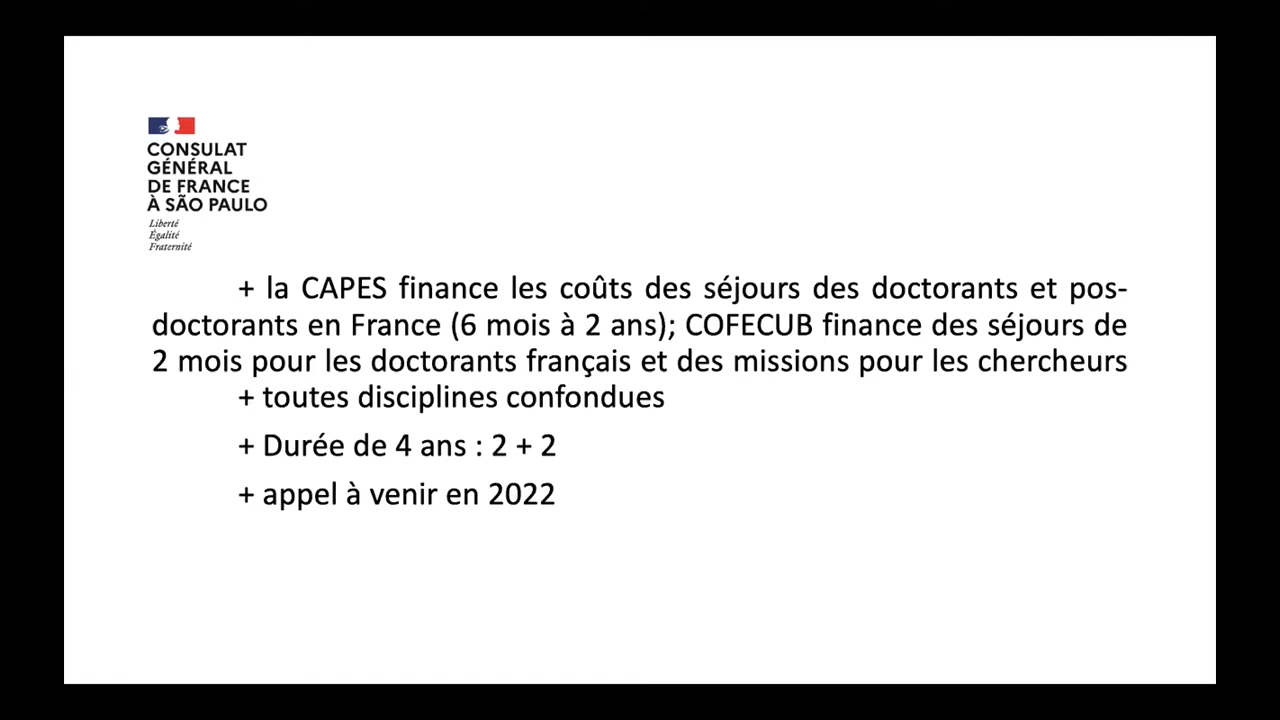 CONSULAT
GÉNÉRAL
DE FRANCE
À SÃO PAULO
Liberté
Égalité
Fraternité
+ la CAPES finance les coûts des séjours des doctorants et pos-
doctorants en France (6 mois à 2 ans); COFECUB finance des séjours de
2 mois pour les doctorants français et des missions pour les chercheurs
+ toutes disciplines confondues
+ Durée de 4 ans : 2 + 2
+ appel à venir en 2022